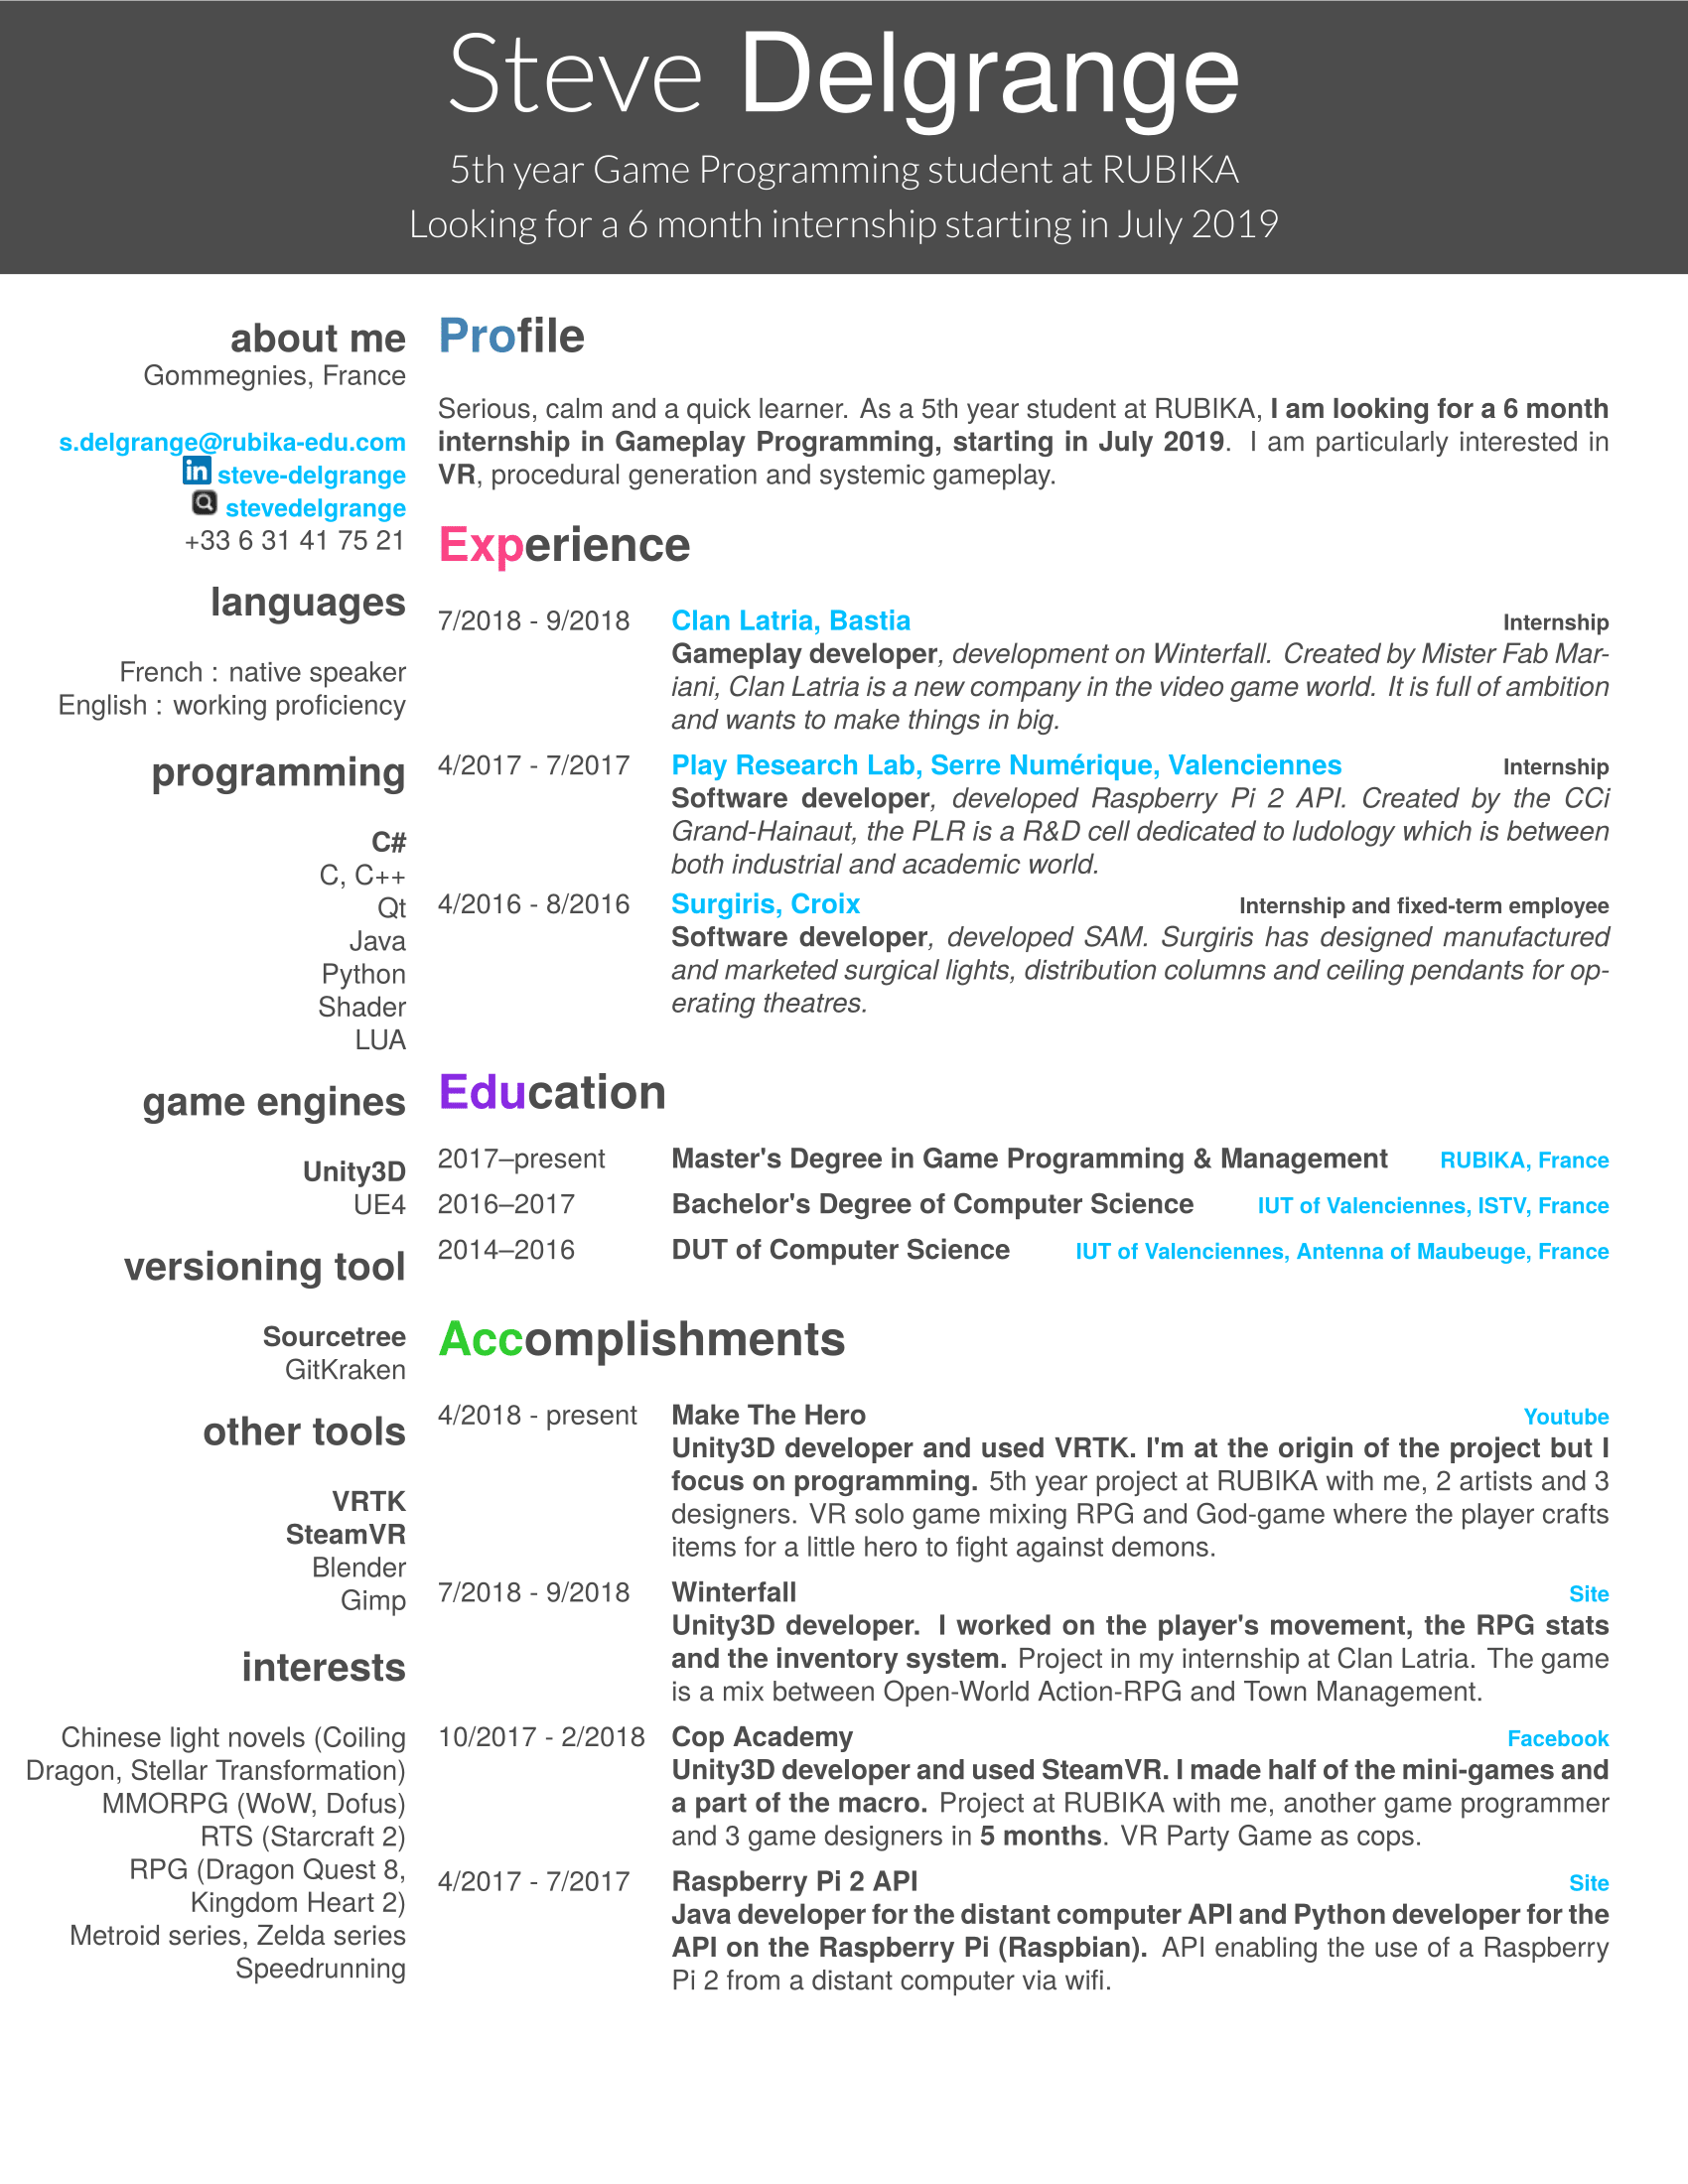 Steve Delgrange
5th year Game Programming student at RUBIKA
Looking for a 6 month internship starting in July 2019
about me
Gommegnies, France
s.delgrange@rubika-edu.com
in steve-delgrange
stevedelgrange
+33 6 31 41 75 21
languages
French : native speaker
English : working proficiency
programming
C#
C, C++
Qt
Java
Python
Shader
LUA
game engines
Unity3D
UE4
versioning tool
Sourcetree
GitKraken
other tools
VRTK
SteamVR
Blender
Gimp
interests
Chinese light novels (Coiling
Dragon, Stellar Transformation)
MMORPG (WoW, Dofus)
RTS (Starcraft 2)
RPG (Dragon Quest 8,
Kingdom Heart 2)
Metroid series, Zelda series
Speedrunning
Profile
Serious, calm and a quick learner. As a 5th year student at RUBIKA, I am looking for a 6 month
internship in Gameplay Programming, starting in July 2019. I am particularly interested in
VR, procedural generation and systemic gameplay.
Experience
7/2018 - 9/2018 Clan Latria, Bastia Internship
Gameplay developer, development on Winterfall. Created by Mister Fab Mar-
iani, Clan Latria is a new company in the video game world. It is full of ambition
and wants to make things in big.
4/2017 - 7/2017 Play Research Lab, Serre Numérique, Valenciennes Internship
Software developer, developed Raspberry Pi 2 API. Created by the CCi
Grand-Hainaut, the PLR is a R&D cell dedicated to ludology which is between
both industrial and academic world.
4/2016 - 8/2016 Surgiris, Croix Internship and fixed-term employee
Software developer, developed SAM. Surgiris has designed manufactured
and marketed surgical lights, distribution columns and ceiling pendants for op-
erating theatres.
Education
2017–present Master's Degree in Game Programming & Management RUBIKA, France
2016–2017 Bachelor's Degree of Computer Science IUT of Valenciennes, ISTV, France
2014–2016 DUT of Computer Science IUT of Valenciennes, Antenna of Maubeuge, France
Accomplishments
4/2018 - present Make The Hero Youtube
Unity3D developer and used VRTK. I'm at the origin of the project but I
focus on programming. 5th year project at RUBIKA with me, 2 artists and 3
designers. VR solo game mixing RPG and God-game where the player crafts
items for a little hero to fight against demons.
7/2018 - 9/2018 Winterfall Site
Unity3D developer. I worked on the player's movement, the RPG stats
and the inventory system. Project in my internship at Clan Latria. The game
is a mix between Open-World Action-RPG and Town Management.
10/2017 - 2/2018 Cop Academy Facebook
Unity3D developer and used SteamVR. I made half of the mini-games and
a part of the macro. Project at RUBIKA with me, another game programmer
and 3 game designers in 5 months. VR Party Game as cops.
4/2017 - 7/2017 Raspberry Pi 2 API Site
Java developer for the distant computer API and Python developer for the
API on the Raspberry Pi (Raspbian). API enabling the use of a Raspberry
Pi 2 from a distant computer via wifi.